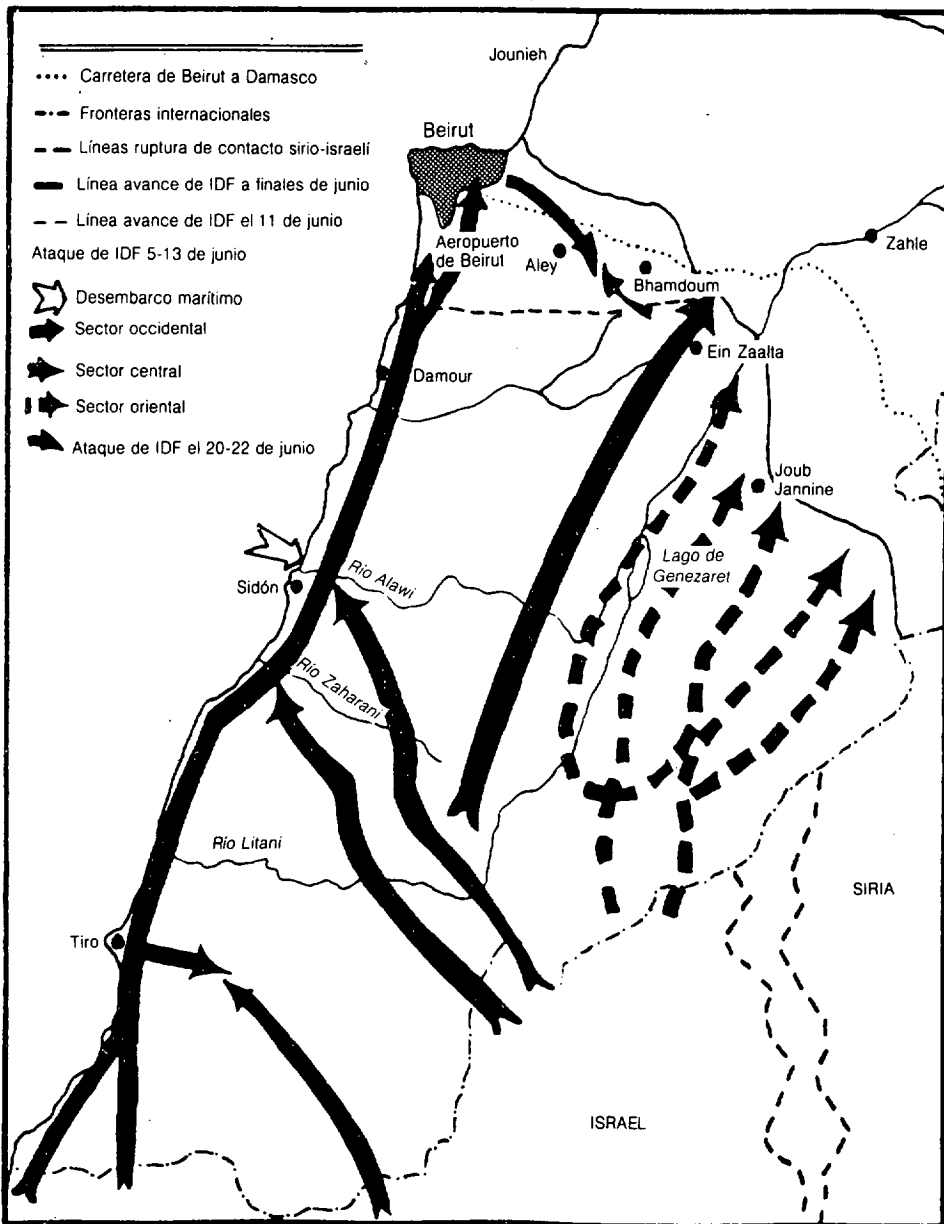 Carretera de Beirut a Damasco
Fronteras internacionales
Líneas ruptura de contacto sirio-israelí
Línea avance de IDF a finales de junio
Línea avance de IDF el 11 de junio
Ataque de IDF 5-13 de junio
Desembarco marítimo
Sector occidental
Sector central
Sector oriental
Ataque de IDF el 20-22 de junio
Jounieh
Beirut
Aeropuerto
de Beirut
Aley
Bhamdoum
Zahle
Ein Zaalta
Damour
Joub
Jannine
Lago de
Genezaret
Sidón
Río Alawi
Río Zaharani
Río Litani
Tiro
SIRIA
ISRAEL